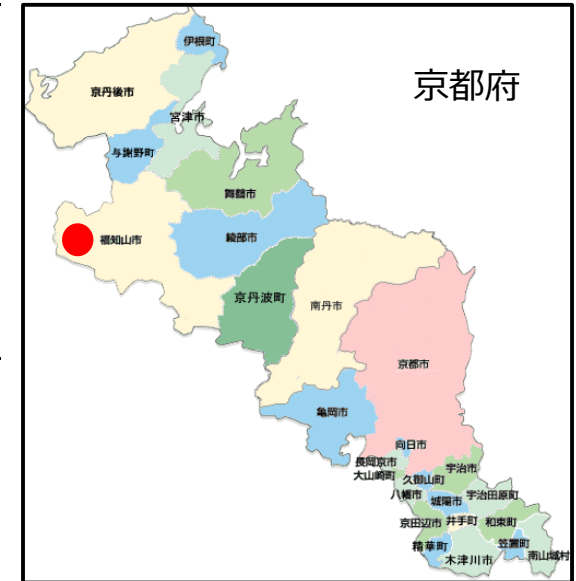 伊根町
京都府
京丹後市
宮津市
与謝野町
舞鶴市
福知山市
綾部市
京丹波町
南丹市
京都市
亀岡市
向日市
長岡京市
宇治市
大山崎町
久御山町
八幡市
宇治田原町
城陽市
京田辺市
井手町
和束町
精華町
笠置町
木津川市
南山城村